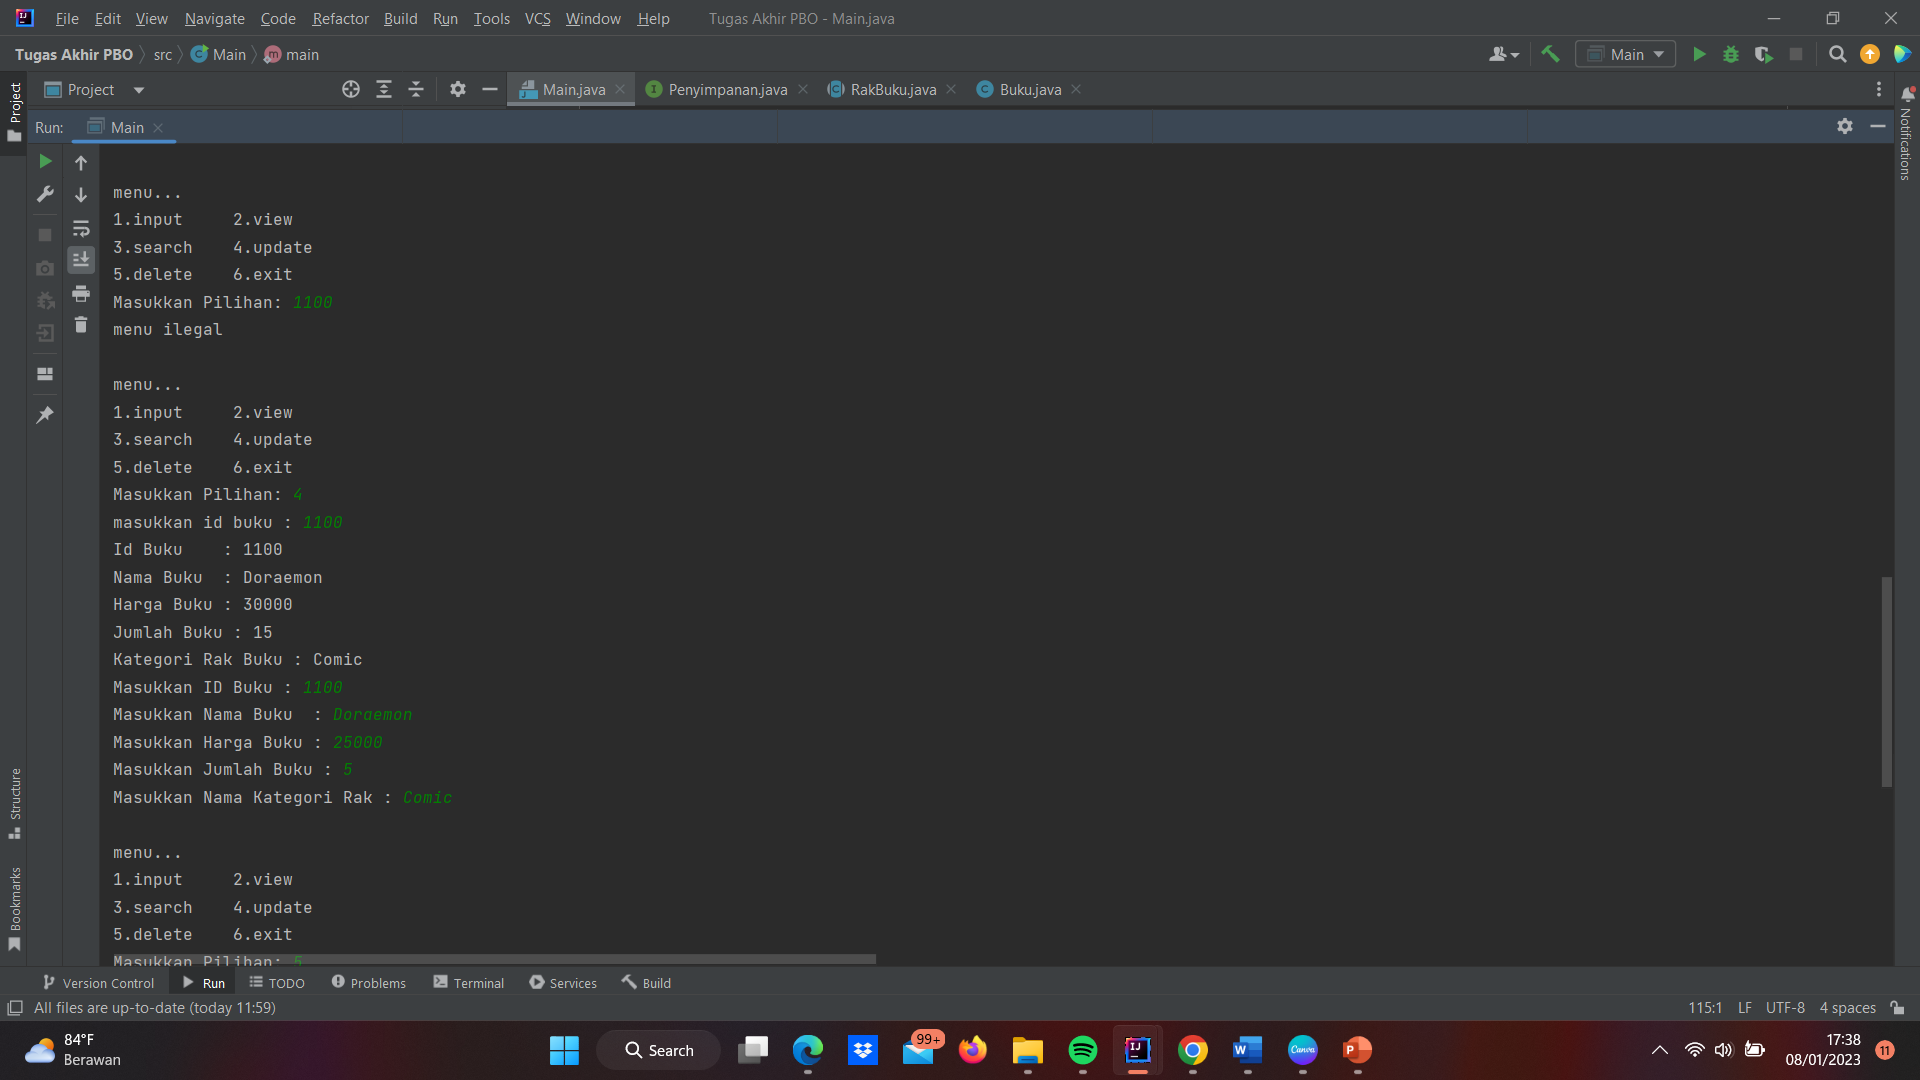 File Edit View Navigate Code Refactor Build Run Tools VCS Window Help Tugas Akhir PBO - Main.java
Tugas Akhir PBO src Main main Main
Project Main.java Penyimpanan.java RakBuku.java Buku.java
Run: Main
menu...
1.input 2.view
3.search 4.update
5.delete 6.exit
Masukkan Pilihan: 1100
menu ilegal
menu...
1.input 2.view
3.search 4.update
5.delete 6.exit
Masukkan Pilihan: 4
masukkan id buku : 1100
Id Buku : 1100
Nama Buku : Doraemon
Harga Buku : 30000
Jumlah Buku : 15
Kategori Rak Buku : Comic
Masukkan ID Buku : 1100
Masukkan Nama Buku : Doraemon
Masukkan Harga Buku : 25000
Masukkan Jumlah Buku : 5
Masukkan Nama Kategori Rak : Comic
menu...
1.input 2.view
3.search 4.update
5.delete 6.exit
Masukkan Pilihan: 5
Project
Structure
Bookmarks
Notifications
Version Control Run TODO Problems Terminal Services Build
All files are up-to-date (today 11:59) 115:1 LF UTF-8 4 spaces
84°F
Berawan
Search
99+
Canva
17:38
08/01/2023
11